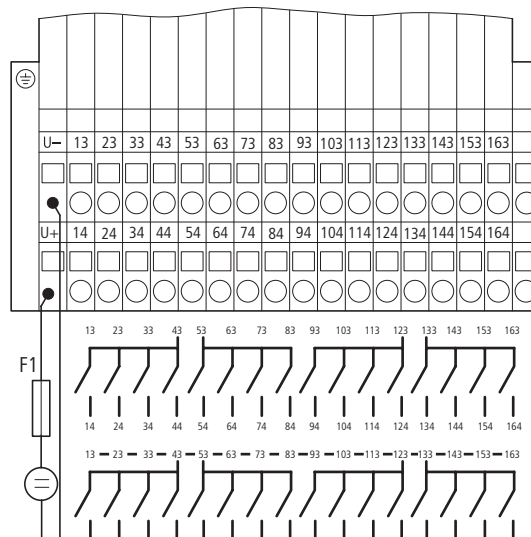 U− 13 23 33 43 53 63 73 83 93 103 113 123 133 143 153 163
U+ 14 24 34 44 54 64 74 84 94 104 114 124 134 144 154 164
13 23 33 43 53 63 73 83 93 103 113 123 133 143 153 163
F1
14 24 34 44 54 64 74 84 94 104 114 124 134 144 154 164
13 23 33 43 53 63 73 83 93 103 113 123 133 143 153 163